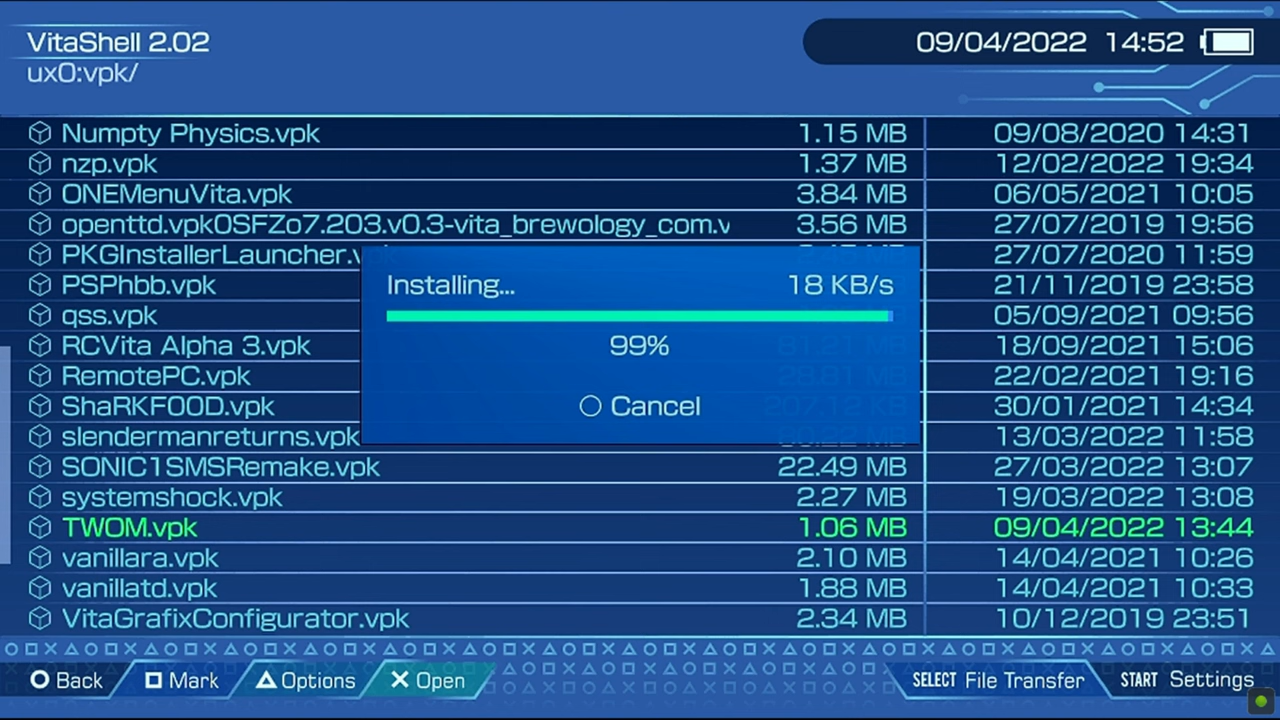 VitaShell 2.02
09/04/2022 14:52
ux0:vpk/
Numpty Physics.vpk 1.15 MB 09/08/2020 14:31
nzp.vpk 1.37 MB 12/02/2022 19:34
ONEMenuVita.vpk 3.84 MB 06/05/2021 10:05
openttd.vpk0SFZo7.203.v0.3-vita_brewology_com.v 3.56 MB 27/07/2019 19:56
PKGInstallerLauncher.v 27/07/2020 11:59
Installing... 18 KB/s
99%
○ Cancel
PSPhbb.vpk 21/11/2019 23:58
qss.vpk 05/09/2021 09:56
RCVita Alpha 3.vpk 81.21 MB 18/09/2021 15:06
RemotePC.vpk 28.81 MB 22/02/2021 19:16
ShaRKF00D.vpk 207.12 KB 30/01/2021 14:34
slendermanreturns.vpk 13/03/2022 11:58
SONIC1SMSRemake.vpk 22.49 MB 27/03/2022 13:07
systemshock.vpk 2.27 MB 19/03/2022 13:08
TWOM.vpk 1.06 MB 09/04/2022 13:44
vanillara.vpk 2.10 MB 14/04/2021 10:26
vanillatd.vpk 1.88 MB 14/04/2021 10:33
VitaGrafixConfigurator.vpk 2.34 MB 10/12/2019 23:51
Back Mark Options Open SELECT File Transfer START Settings